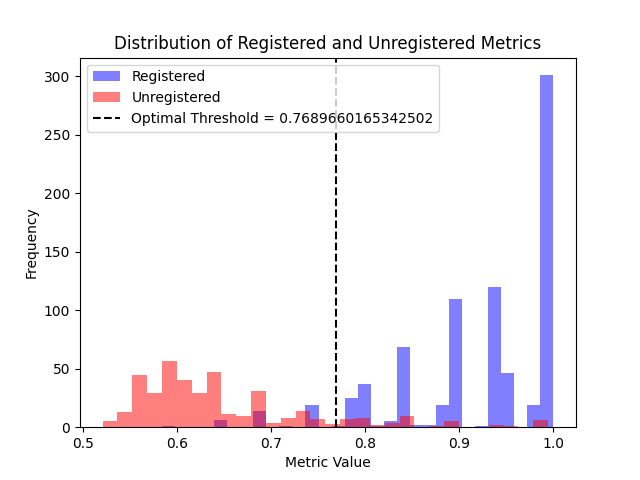 Distribution of Registered and Unregistered Metrics
Registered
Unregistered
Optimal Threshold = 0.7689660165342502
300
250
200
150
100
50
0
Frequency
0.5 0.6 0.7 0.8 0.9 1.0
Metric Value